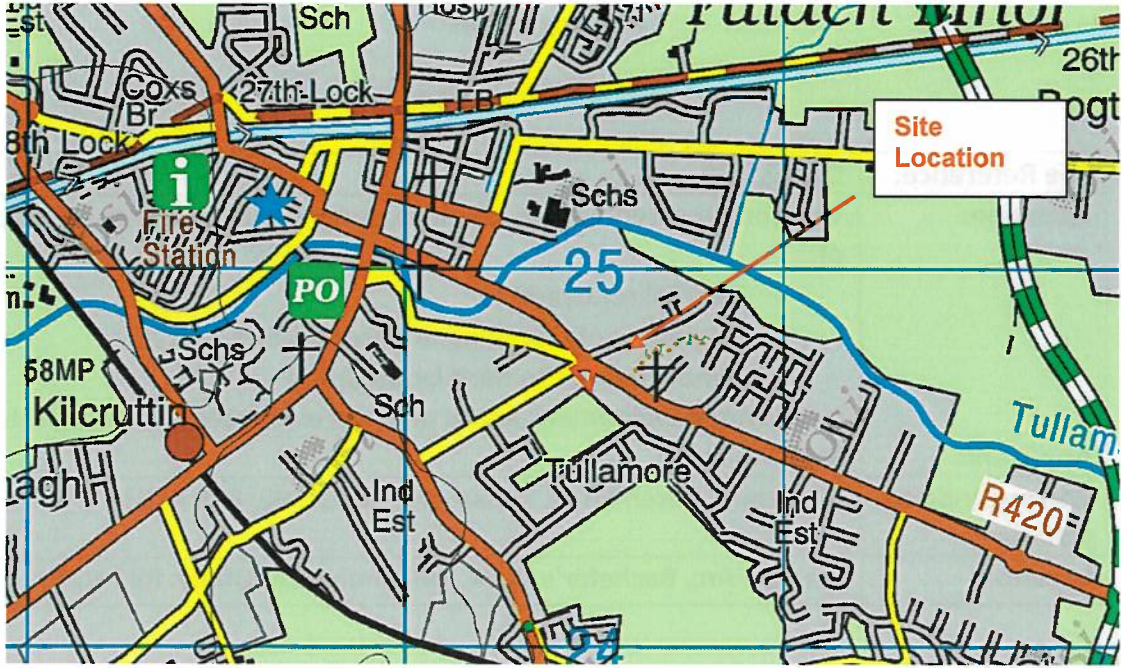 Sch
Coxs
Br
27th Lock
FB
26th
8th Lock
Site
Location
i
Schs
Fire
Station
PO
25
58MP
Schs
Kilcruttin
Sch
Tullamore
Tullam
Ind
Est
Ind
Est
R420
24